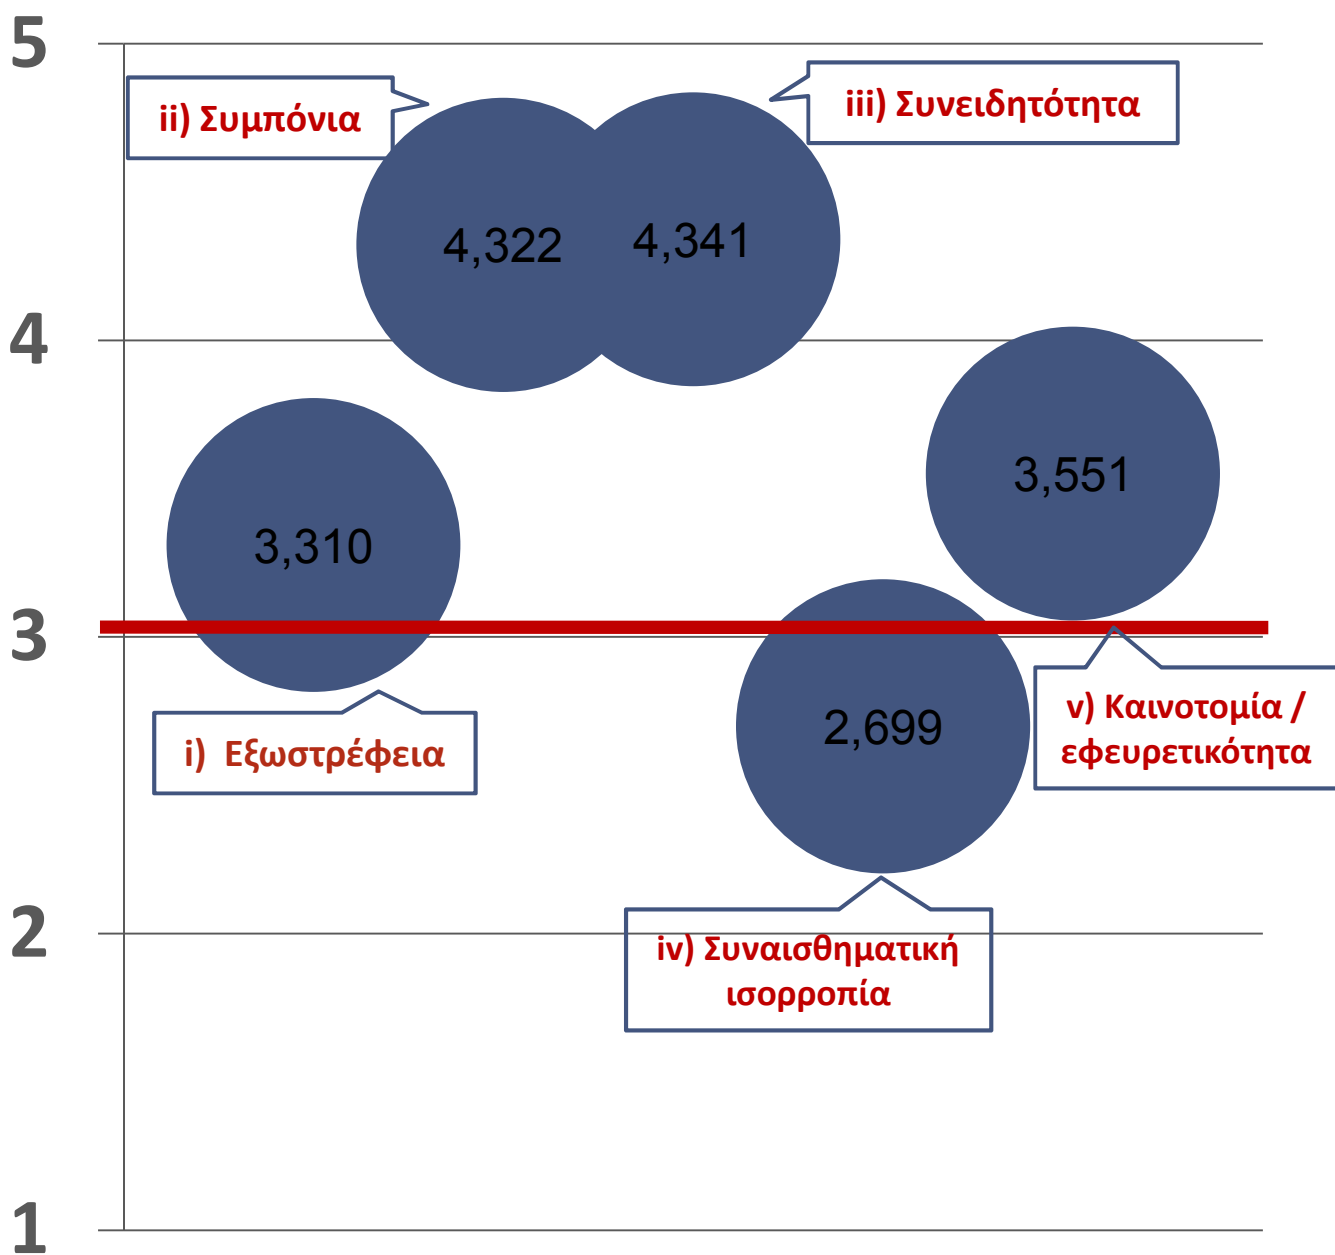 5
ii) Συμπόνια
iii) Συνειδητότητα
4,322
4,341
4
3,551
3,310
3
i) Εξωστρέφεια
2,699
v) Καινοτομία /
εφευρετικότητα
2
iv) Συναισθηματική
ισορροπία
1